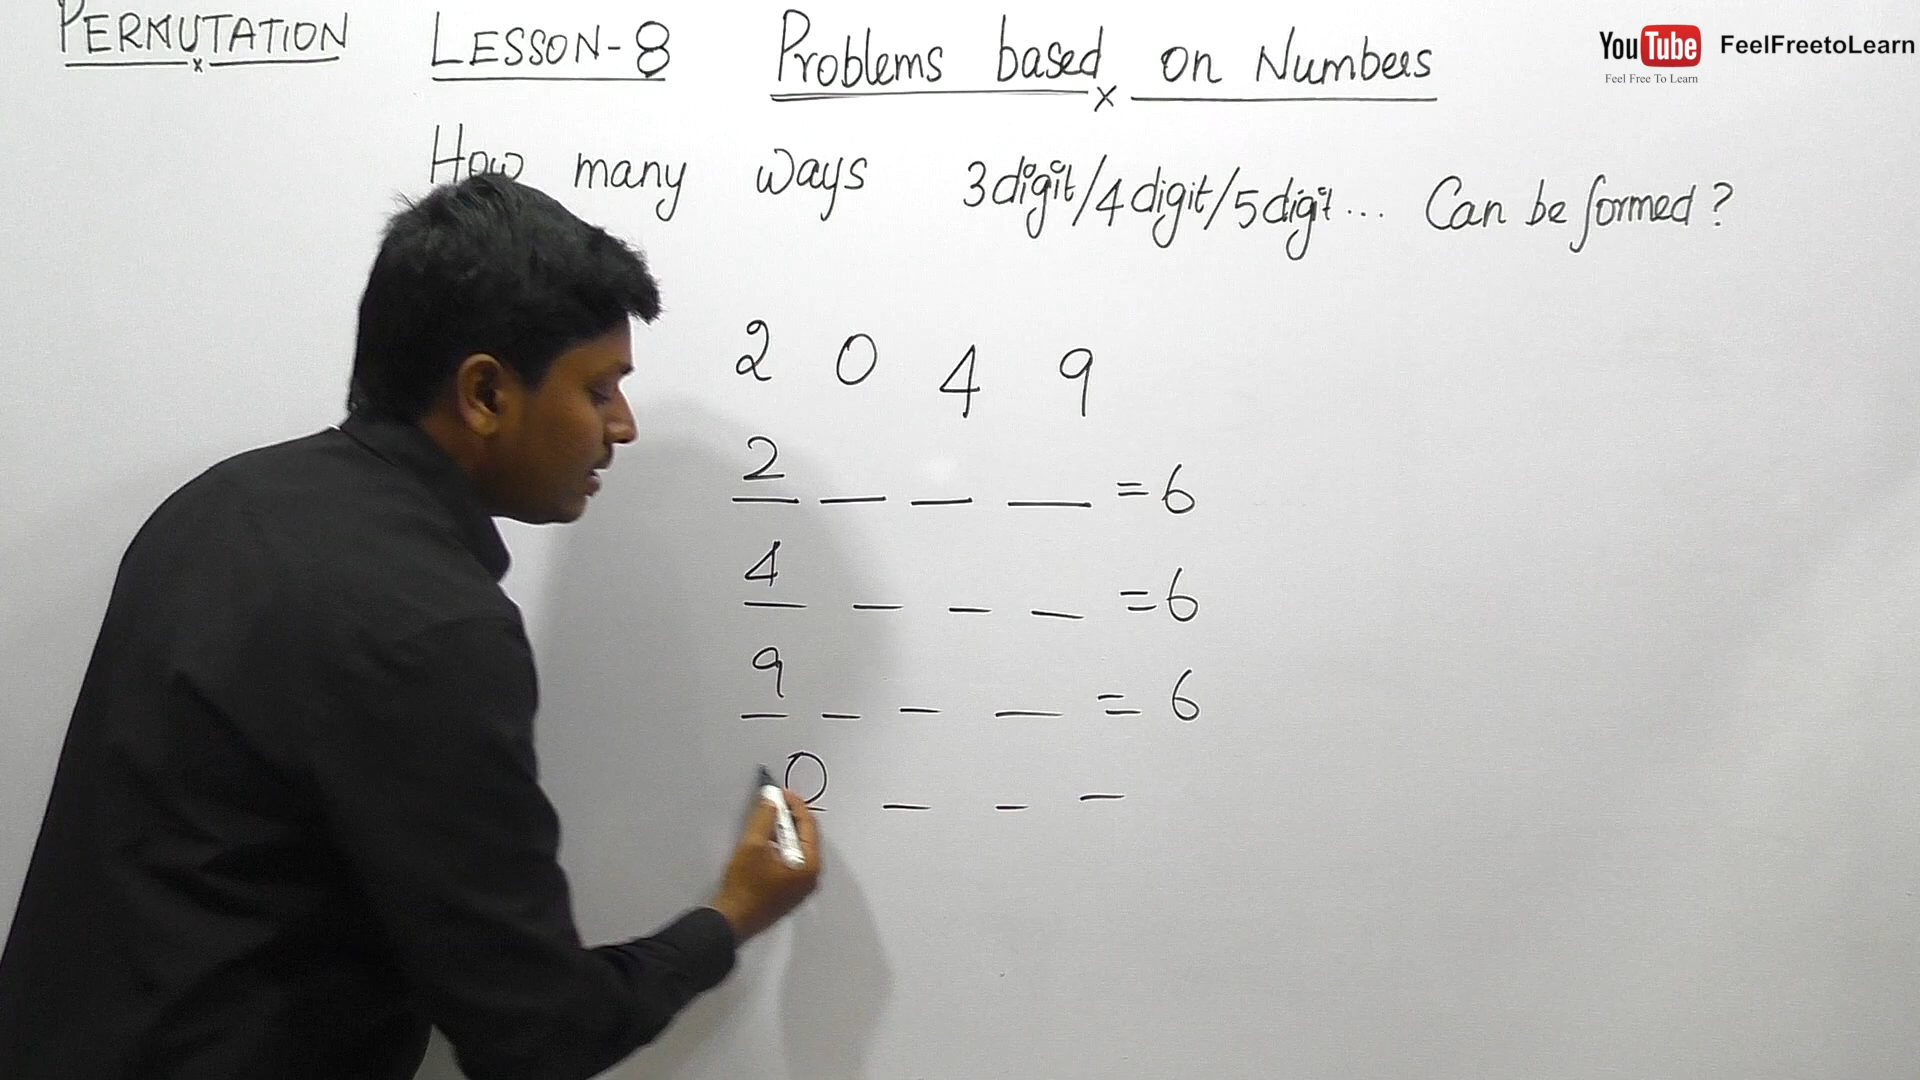 PERMUTATION LESSON-8 Problems based on Numbers
YouTube FeelFreetoLearn
Feel Free To Learn
How many ways 3digit/4digit/5digit... Can be formed?
2 0 4 9
2 _ _ _ = 6
4 _ _ _ = 6
9 _ _ _ = 6
0 _ _ _